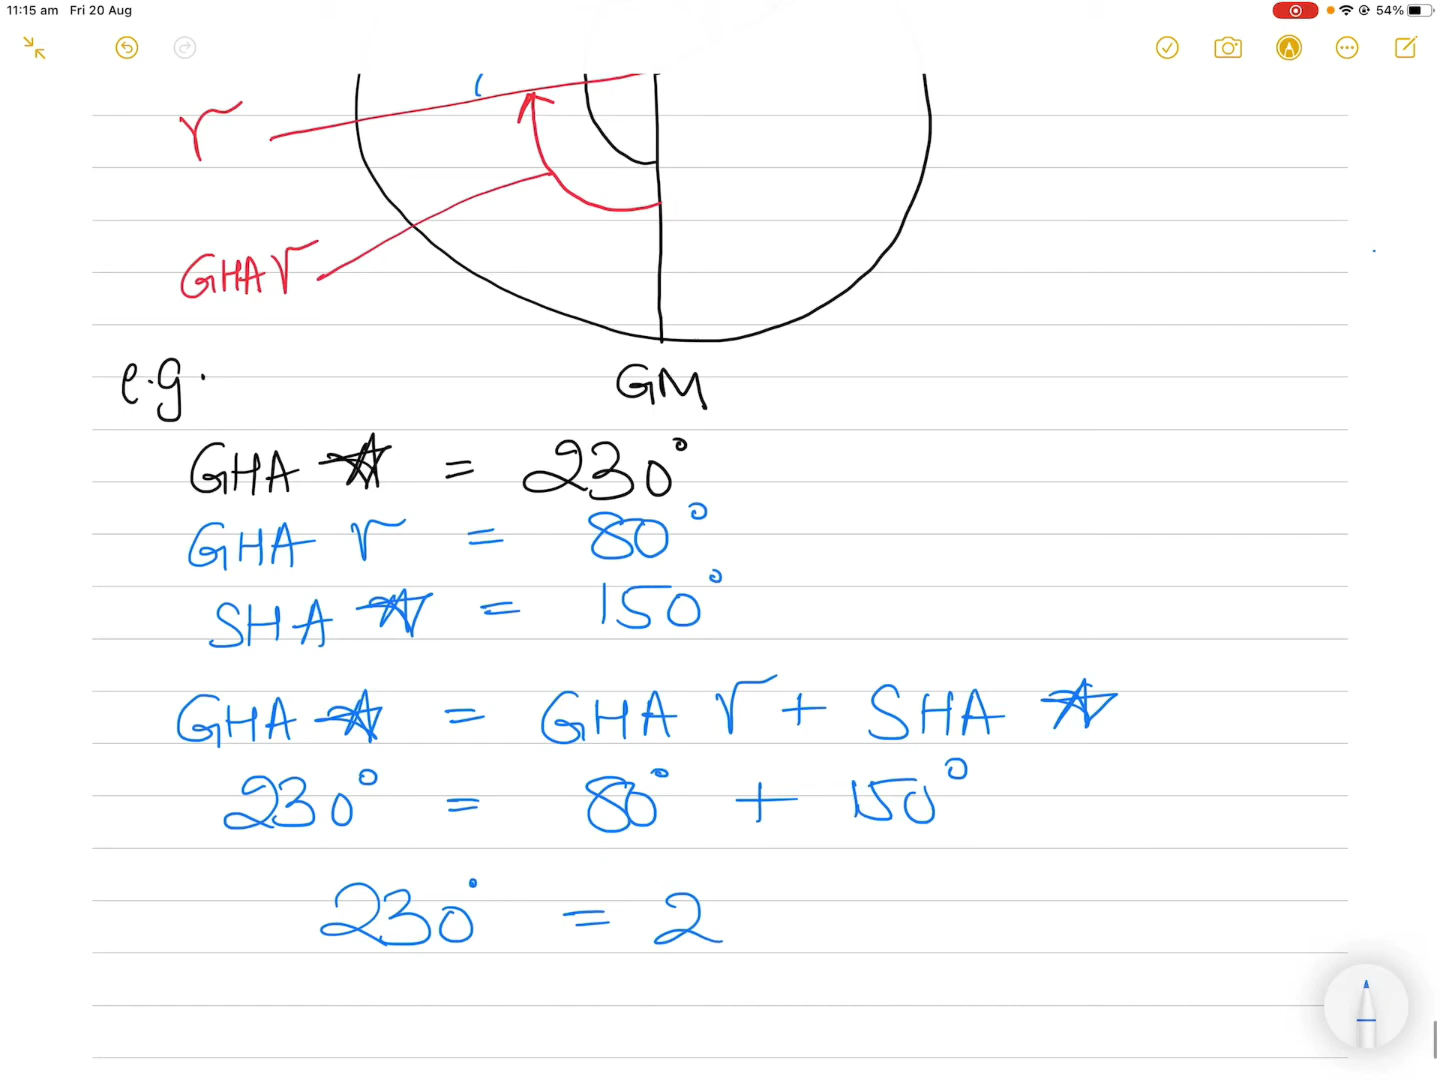 11:15 am Fri 20 Aug 54%
♈
GHA ♈
e.g.
GM
GHA ☆ = 230°
GHA ♈ = 80°
SHA ☆ = 150°
GHA ☆ = GHA ♈ + SHA ☆
230° = 80° + 150°
230° = 2